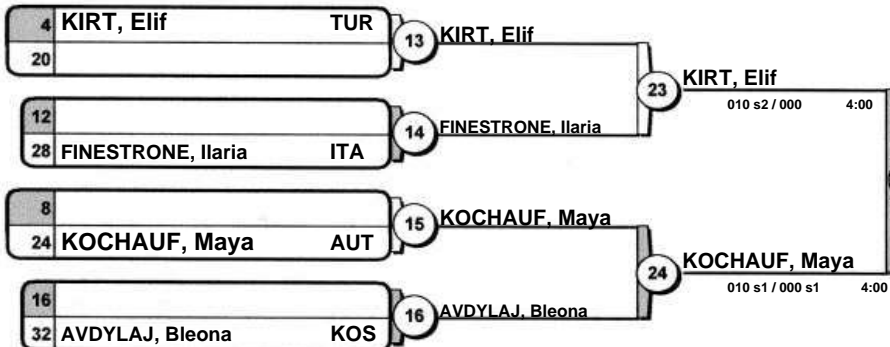 4 KIRT, Elif TUR
20
13 KIRT, Elif
12
28 FINESTRONE, Ilaria ITA
14 FINESTRONE, Ilaria
23 KIRT, Elif
010 s2 / 000 4:00
8
24 KOCHAUF, Maya AUT
15 KOCHAUF, Maya
16
32 AVDYLAJ, Bleona KOS
16 AVDYLAJ, Bleona
24 KOCHAUF, Maya
010 s1 / 000 s1 4:00